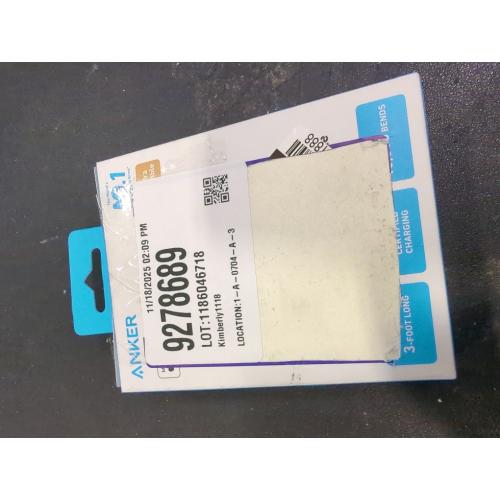 ANKER
11/18/2025 02:09 PM
9278689
LOT:1186046718
Kimberly1118
LOCATION:1-A-0704-A-3
3-FOOT LONG
CERTIFIED
CHARGING
BENDS